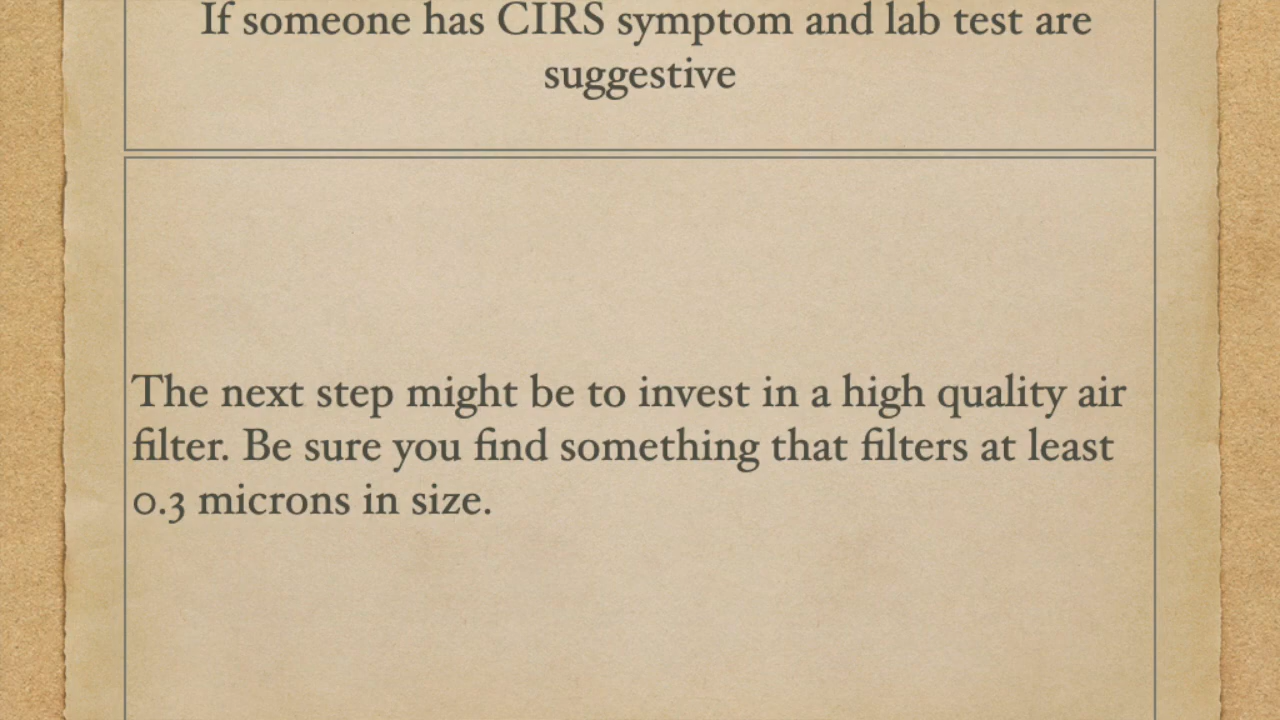 If someone has CIRS symptom and lab test are
suggestive
The next step might be to invest in a high quality air
filter. Be sure you find something that filters at least
0.3 microns in size.